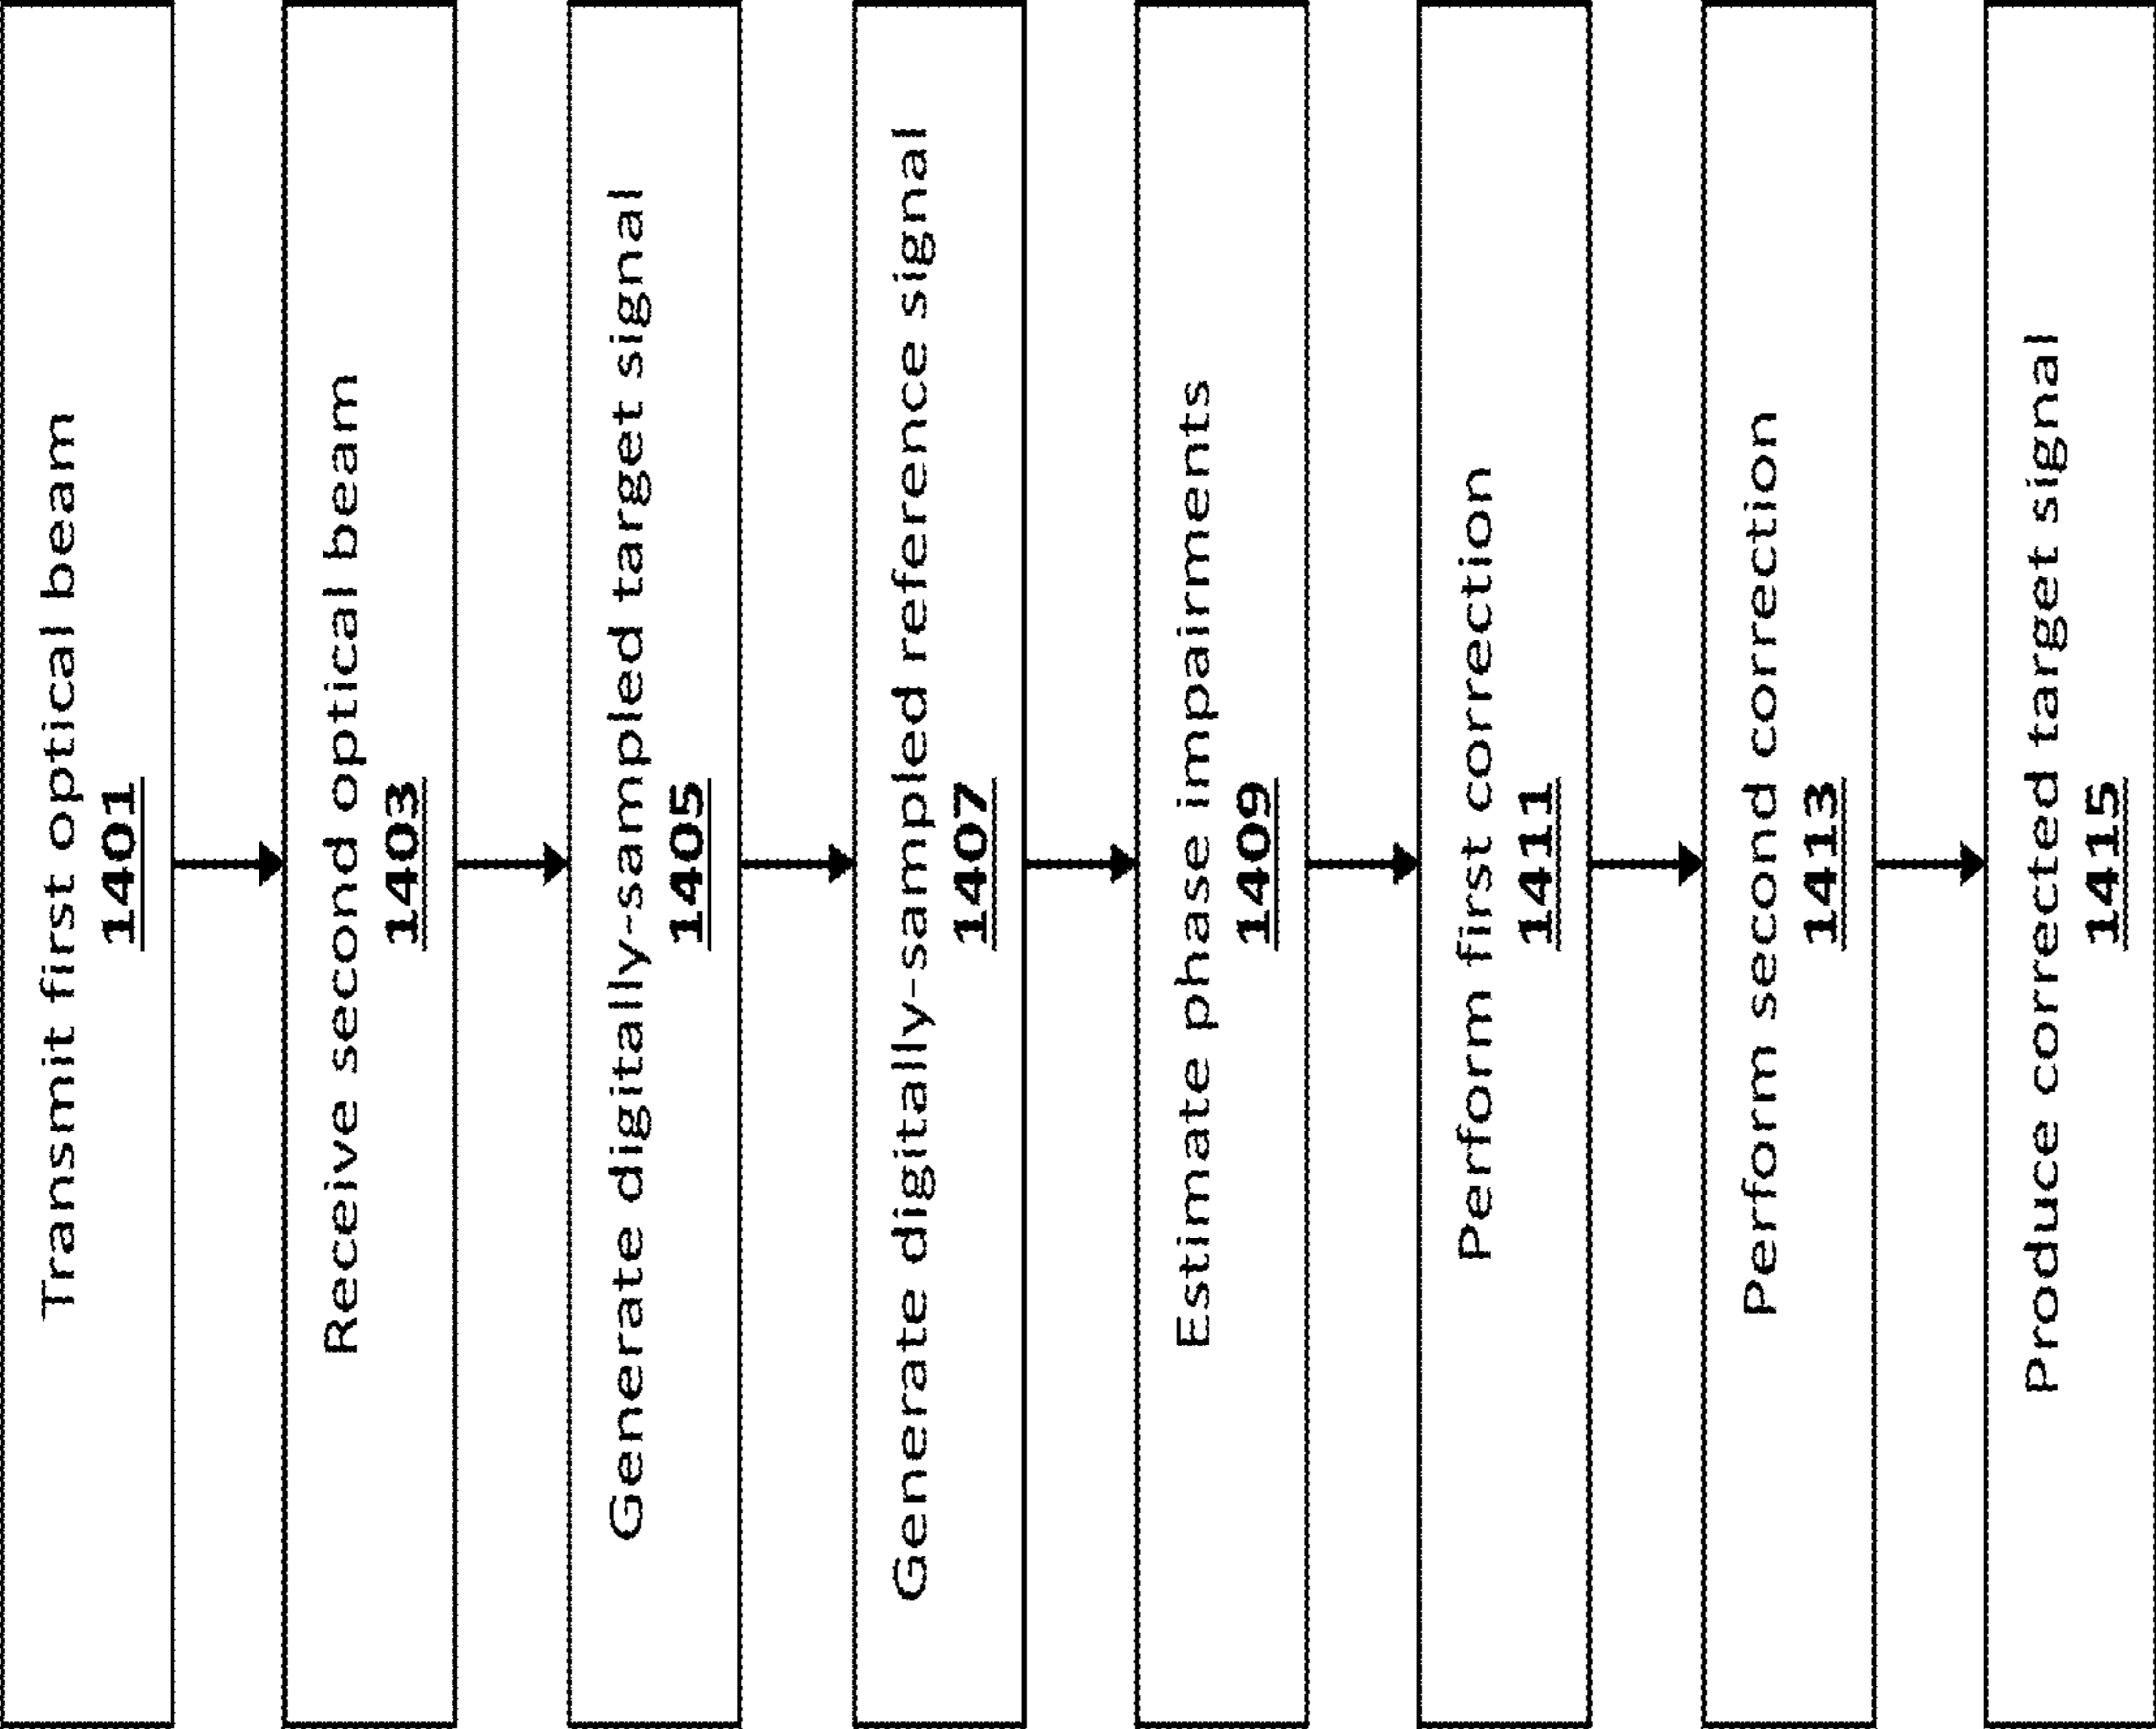 Transmit first optical beam
1401
Receive second optical beam
1403
Generate digitally-sampled target signal
1405
Generate digitally-sampled reference signal
1407
Estimate phase impairments
1409
Perform first correction
1411
Perform second correction
1413
Produce corrected target signal
1415